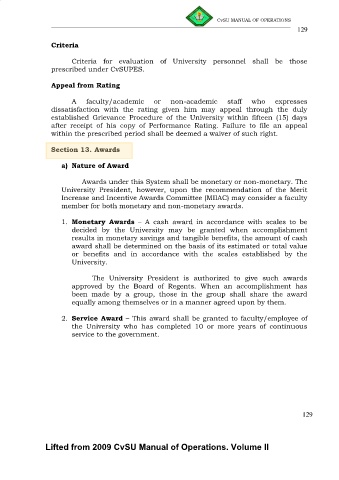 CvSU MANUAL OF OPERATIONS
129
Criteria
Criteria for evaluation of University personnel shall be those
prescribed under CvSUPES.
Appeal from Rating
A faculty/academic or non-academic staff who expresses
dissatisfaction with the rating given him may appeal through the duly
established Grievance Procedure of the University within fifteen (15) days
after receipt of his copy of Performance Rating. Failure to file an appeal
within the prescribed period shall be deemed a waiver of such right.
Section 13. Awards
a) Nature of Award
Awards under this System shall be monetary or non-monetary. The
University President, however, upon the recommendation of the Merit
Increase and Incentive Awards Committee (MIIAC) may consider a faculty
member for both monetary and non-monetary awards.
1. Monetary Awards – A cash award in accordance with scales to be
decided by the University may be granted when accomplishment
results in monetary savings and tangible benefits, the amount of cash
award shall be determined on the basis of its estimated or total value
or benefits and in accordance with the scales established by the
University.
The University President is authorized to give such awards
approved by the Board of Regents. When an accomplishment has
been made by a group, those in the group shall share the award
equally among themselves or in a manner agreed upon by them.
2. Service Award – This award shall be granted to faculty/employee of
the University who has completed 10 or more years of continuous
service to the government.
129
Lifted from 2009 CvSU Manual of Operations. Volume II